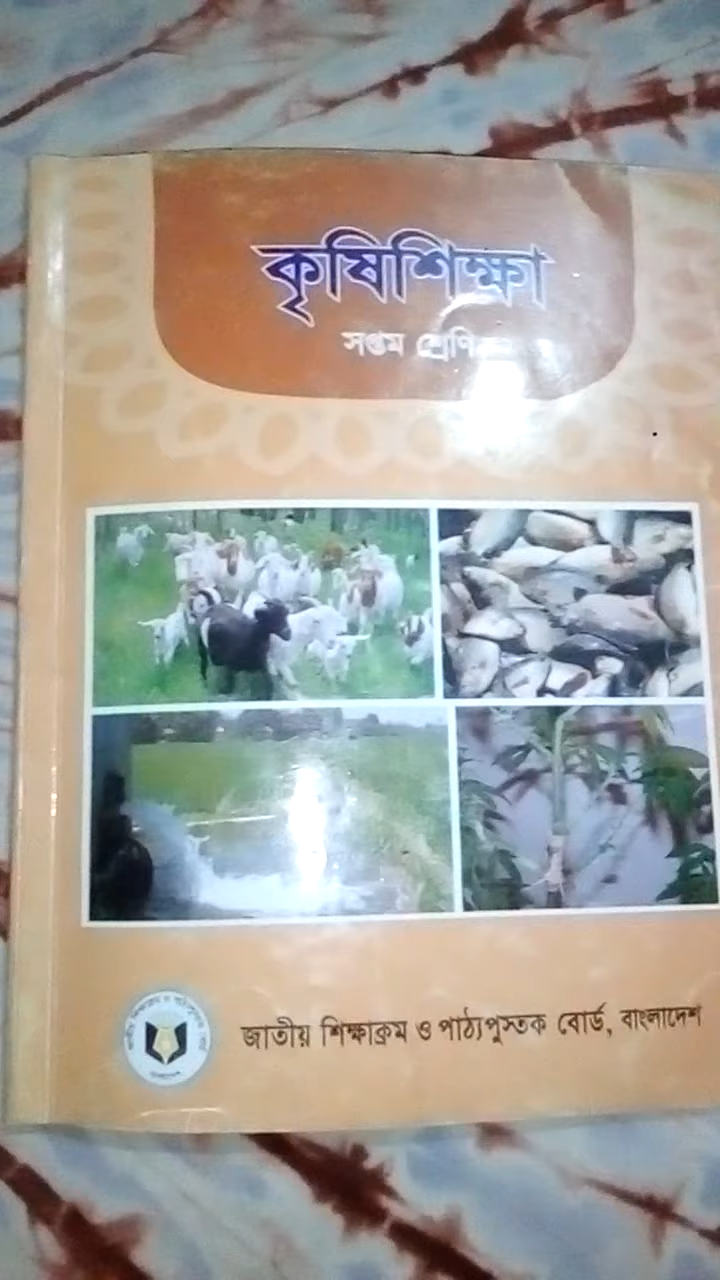 কৃষিশিক্ষা
সপ্তম শ্রেণি
জাতীয় শিক্ষাক্রম ও পাঠ্যপুস্তক বোর্ড, বাংলাদেশ